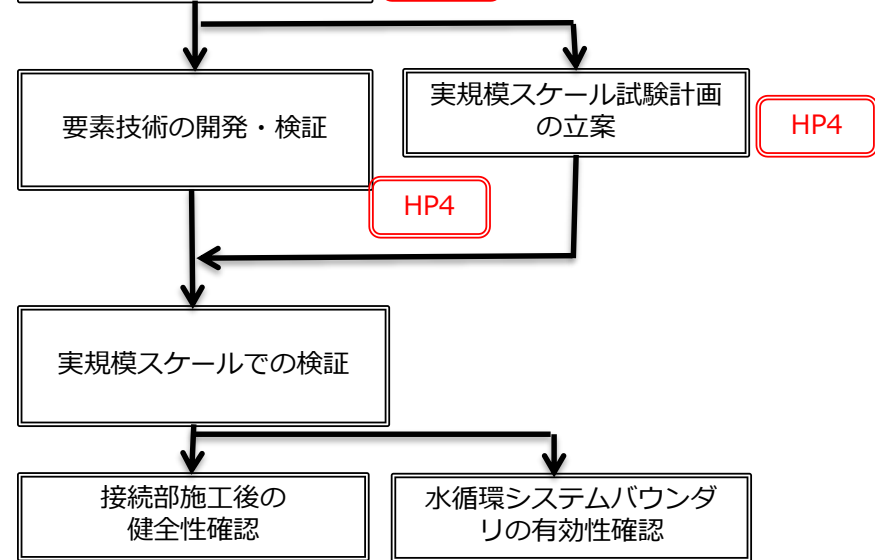 要素技術の開発・検証
実規模スケール試験計画
の立案
HP4
HP4
実規模スケールでの検証
接続部施工後の
健全性確認
水循環システムバウンダ
リの有効性確認